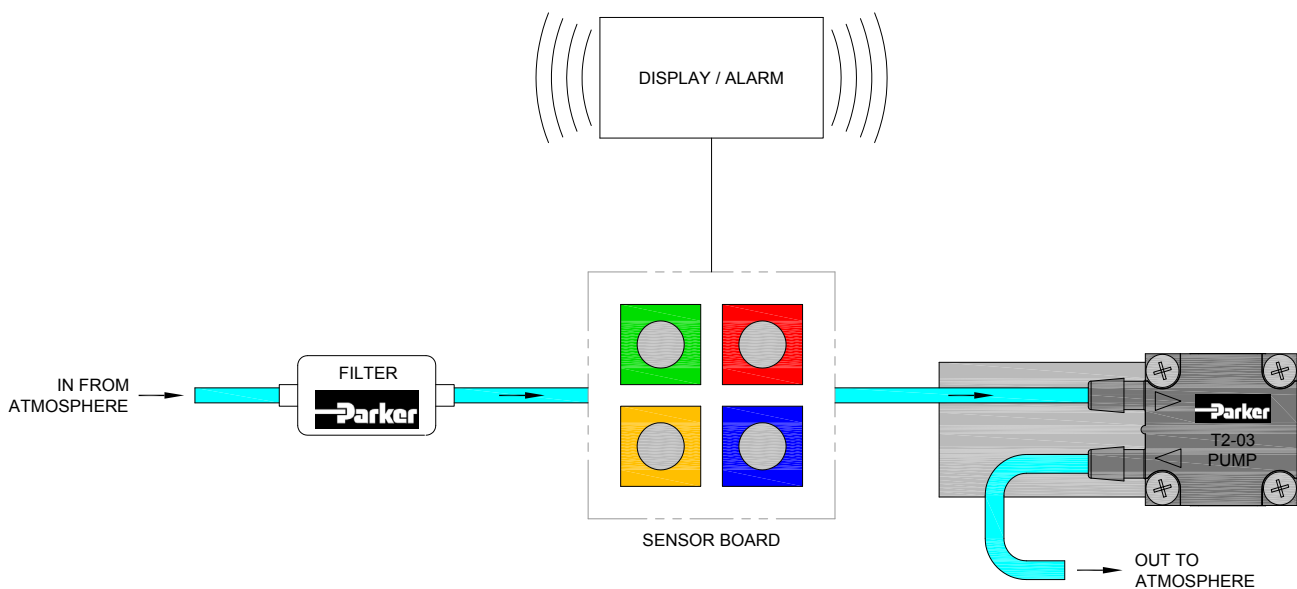 DISPLAY / ALARM
IN FROM
ATMOSPHERE
FILTER
Parker
SENSOR BOARD
Parker
T2-03
PUMP
OUT TO
ATMOSPHERE